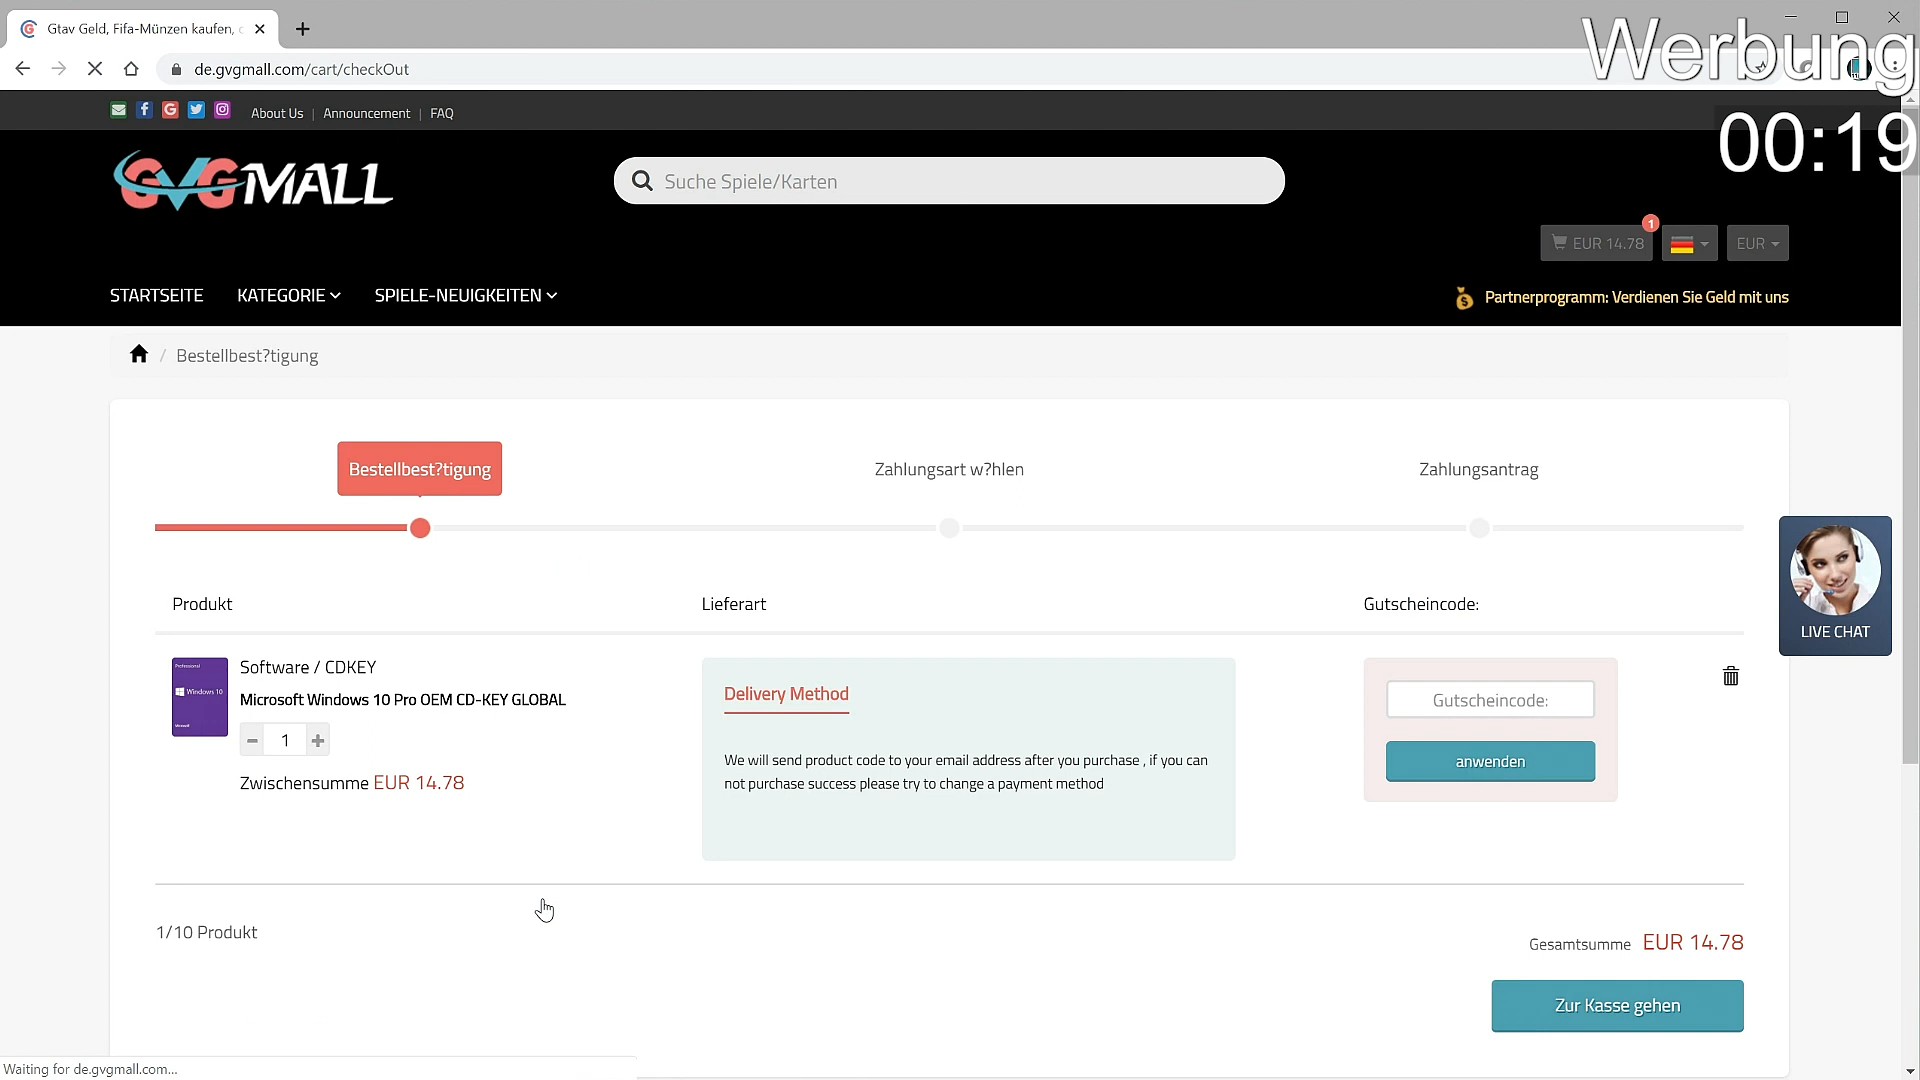 Gtav Geld, Fifa-Münzen kaufen,
Werbung
de.gvgmall.com/cart/checkOut
About Us | Announcement | FAQ
00:19
GVGMALL
Suche Spiele/Karten
1
EUR 14.78
EUR
STARTSEITE KATEGORIE SPIELE-NEUIGKEITEN
Partnerprogramm: Verdienen Sie Geld mit uns
/ Bestellbest?tigung
Bestellbest?tigung
Zahlungsart w?hlen
Zahlungsantrag
Produkt
Lieferart
Gutscheincode:
LIVE CHAT
Professional
Windows 10
Microsoft
Software / CDKEY
Microsoft Windows 10 Pro OEM CD-KEY GLOBAL
− 1 +
Zwischensumme EUR 14.78
Delivery Method
We will send product code to your email address after you purchase , if you can
not purchase success please try to change a payment method
Gutscheincode:
anwenden
1/10 Produkt
Gesamtsumme EUR 14.78
Zur Kasse gehen
Waiting for de.gvgmall.com...